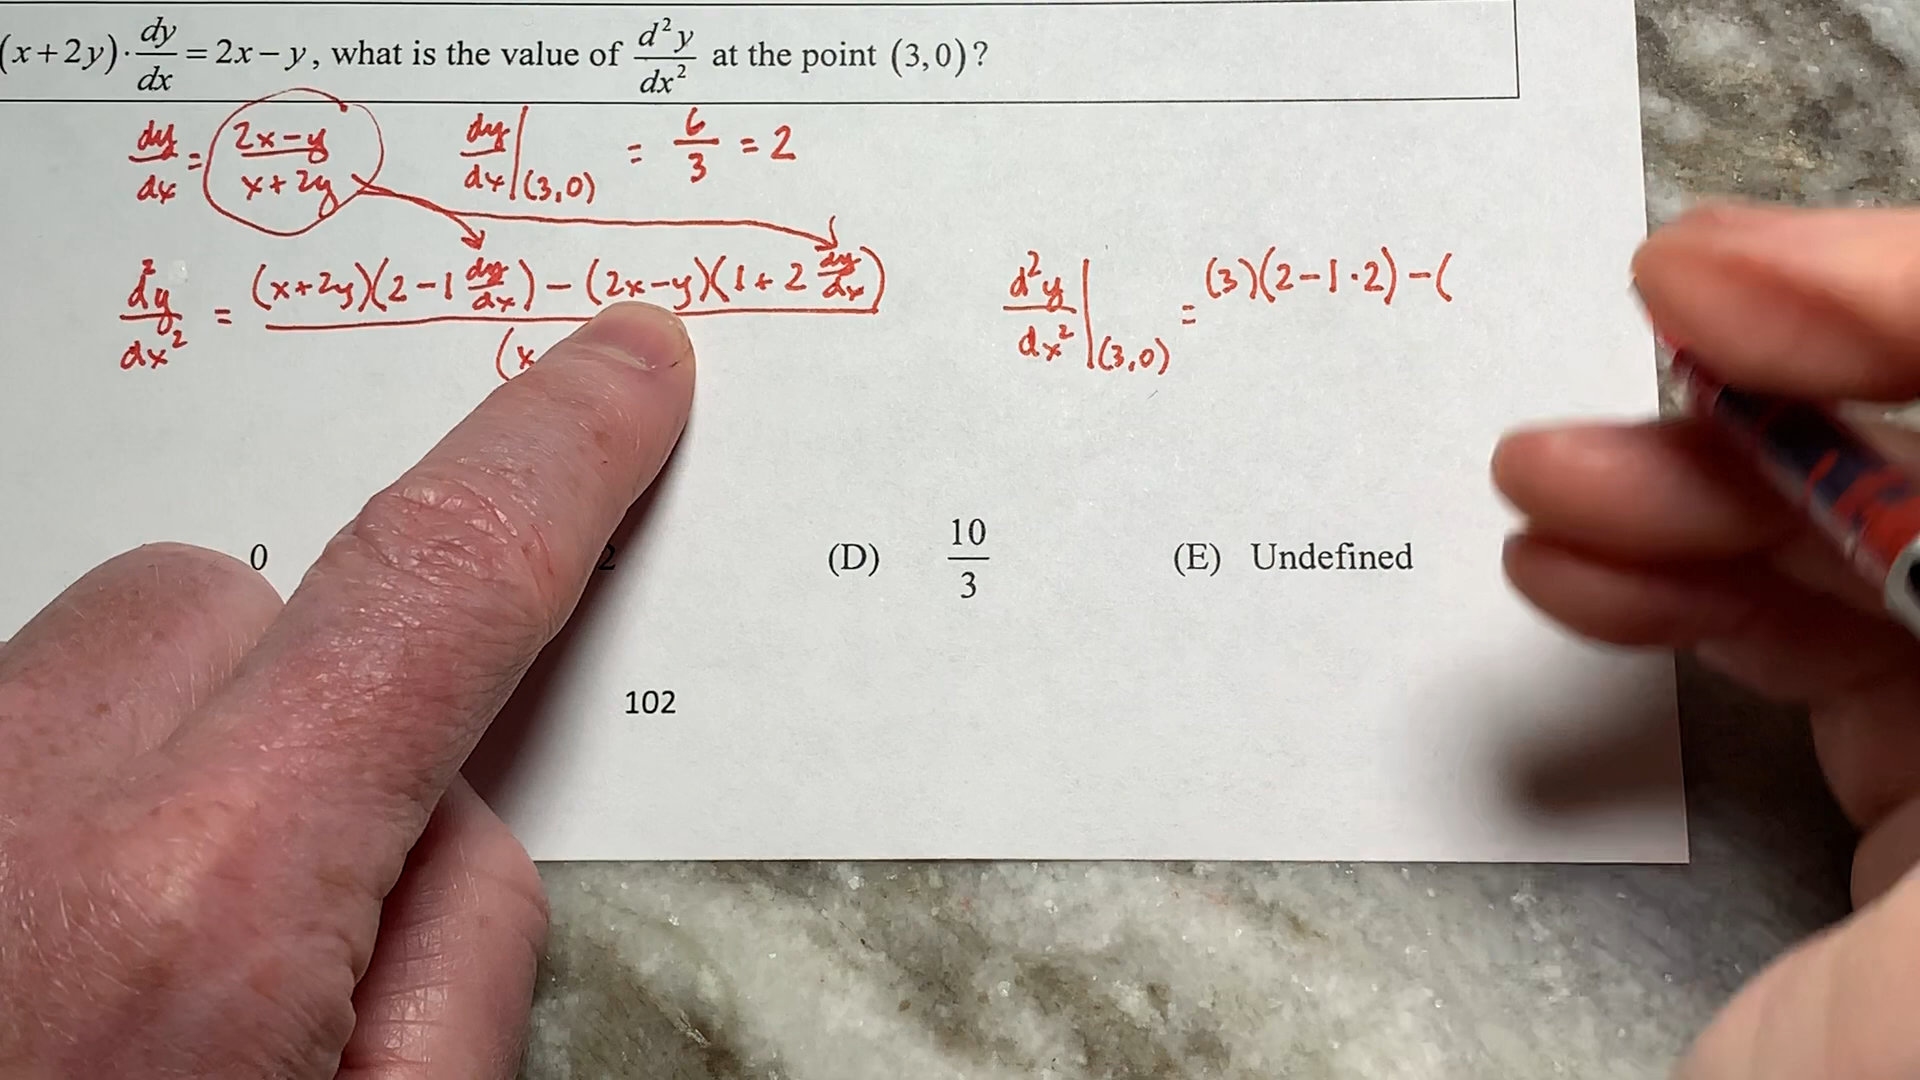 (x+2y)·dy/dx = 2x−y, what is the value of d²y/dx² at the point (3,0)?
dy/dx = (2x−y)/(x+2y)   dy/dx|(3,0) = 6/3 = 2
d²y/dx² = (x+2y)(2−1 dy/dx) − (2x−y)(1+2 dy/dx) / (x   d²y/dx²|(3,0) = (3)(2−1·2) −(
0   2   (D) 10/3   (E) Undefined
102